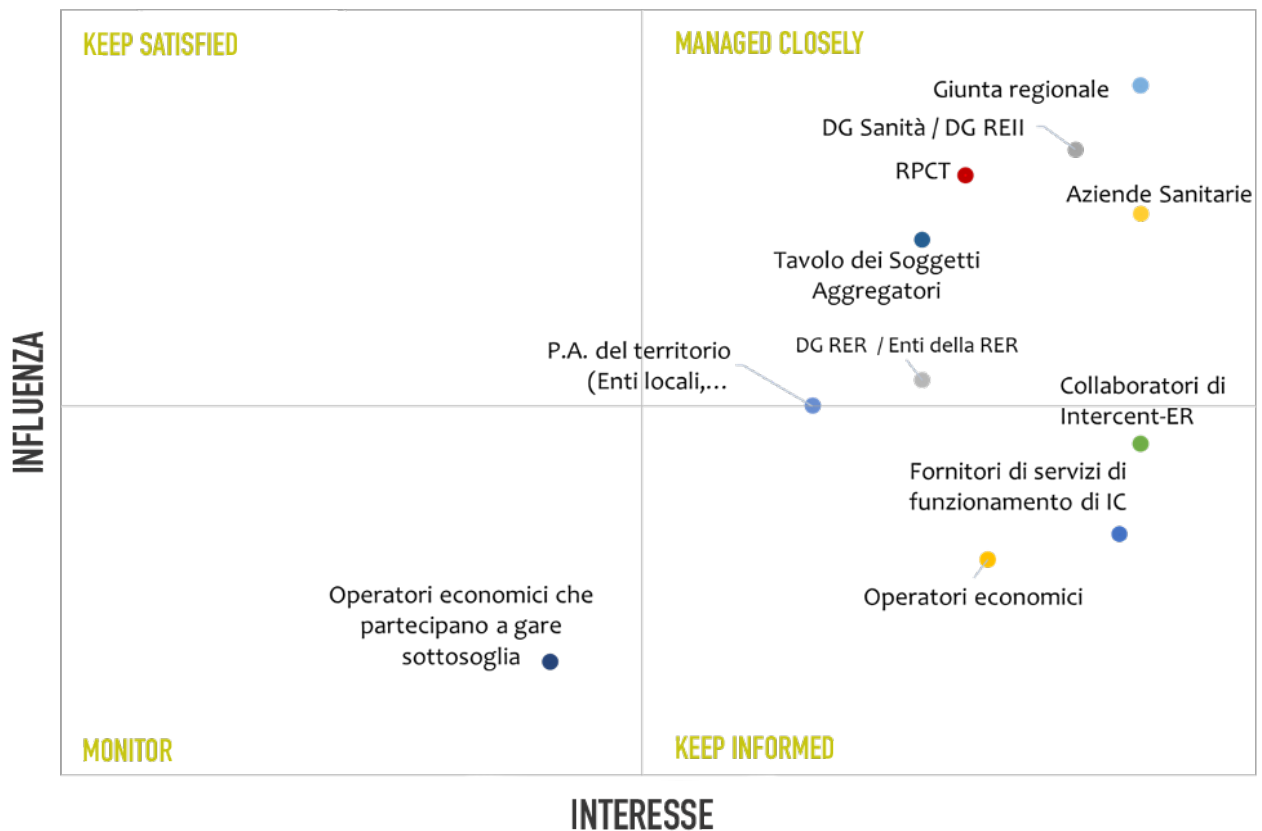 KEEP SATISFIED
MANAGED CLOSELY
Giunta regionale
DG Sanità / DG REII
RPCT
Aziende Sanitarie
Tavolo dei Soggetti
Aggregatori
P.A. del territorio
(Enti locali,...
DG RER / Enti della RER
Collaboratori di
Intercent-ER
INFLUENZA
Fornitori di servizi di
funzionamento di IC
Operatori economici
Operatori economici che
partecipano a gare
sottosoglia
MONITOR
KEEP INFORMED
INTERESSE